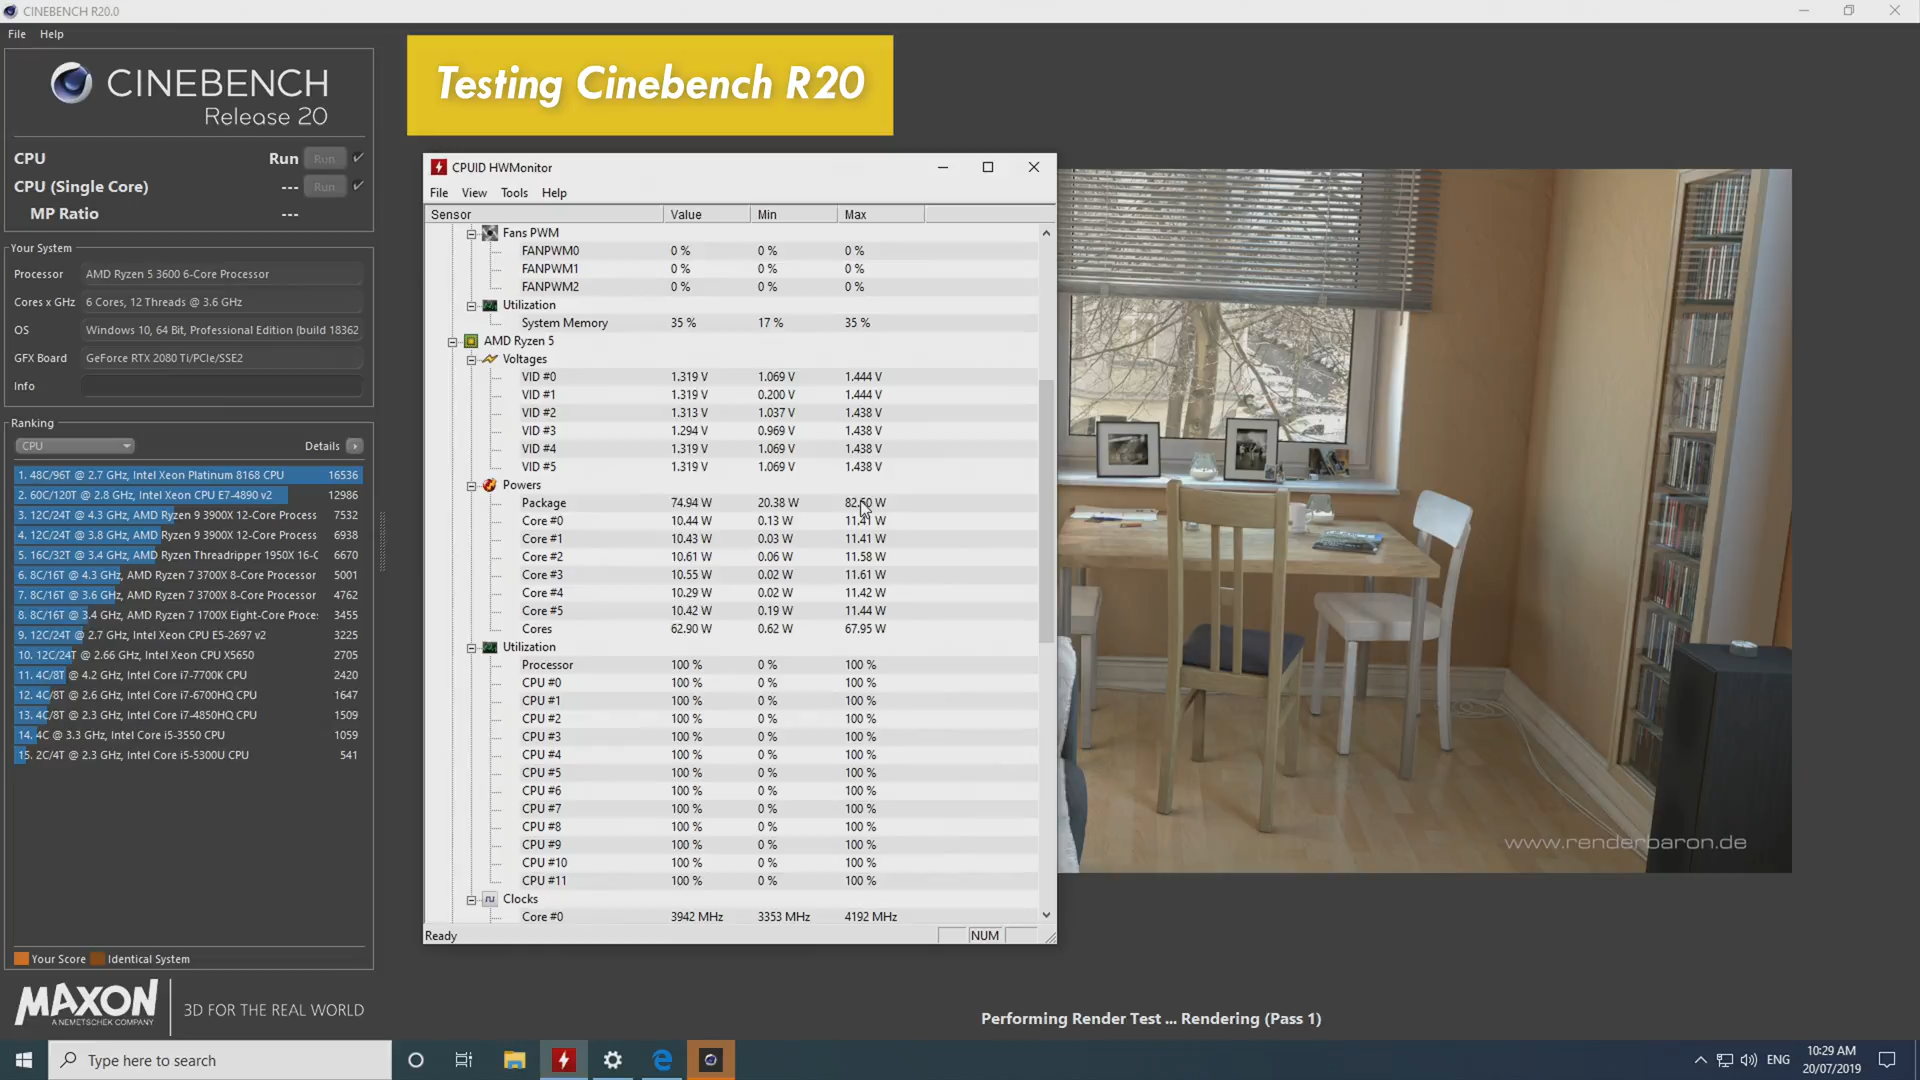 CINEBENCH R20.0
File Help
CINEBENCH
Release 20
CPU Run Run
CPU (Single Core) --- Run
MP Ratio ---
Your System
Processor AMD Ryzen 5 3600 6-Core Processor
Cores x GHz 6 Cores, 12 Threads @ 3.6 GHz
OS Windows 10, 64 Bit, Professional Edition (build 18362
GFX Board GeForce RTX 2080 Ti/PCIe/SSE2
Info
Ranking
CPU Details
1. 48C/96T @ 2.7 GHz, Intel Xeon Platinum 8168 CPU 16536
2. 60C/120T @ 2.8 GHz, Intel Xeon CPU E7-4890 v2 12986
3. 12C/24T @ 4.3 GHz, AMD Ryzen 9 3900X 12-Core Process 7532
4. 12C/24T @ 3.8 GHz, AMD Ryzen 9 3900X 12-Core Process 6938
5. 16C/32T @ 3.4 GHz, AMD Ryzen Threadripper 1950X 16-C 6670
6. 8C/16T @ 4.3 GHz, AMD Ryzen 7 3700X 8-Core Processor 5001
7. 8C/16T @ 3.6 GHz, AMD Ryzen 7 3700X 8-Core Processor 4762
8. 8C/16T @ 3.4 GHz, AMD Ryzen 7 1700X Eight-Core Proce: 3455
9. 12C/24T @ 2.7 GHz, Intel Xeon CPU E5-2697 v2 3225
10. 12C/24T @ 2.66 GHz, Intel Xeon CPU X5650 2705
11. 4C/8T @ 4.2 GHz, Intel Core i7-7700K CPU 2420
12. 4C/8T @ 2.6 GHz, Intel Core i7-6700HQ CPU 1647
13. 4C/8T @ 2.3 GHz, Intel Core i7-4850HQ CPU 1509
14. 4C @ 3.3 GHz, Intel Core i5-3550 CPU 1059
15. 2C/4T @ 2.3 GHz, Intel Core i5-5300U CPU 541
Your Score Identical System
MAXON
A NEMETSCHEK COMPANY
3D FOR THE REAL WORLD
Testing Cinebench R20
CPUID HWMonitor
File View Tools Help
Sensor Value Min Max
Fans PWM
FANPWM0 0 % 0 % 0 %
FANPWM1 0 % 0 % 0 %
FANPWM2 0 % 0 % 0 %
Utilization
System Memory 35 % 17 % 35 %
AMD Ryzen 5
Voltages
VID #0 1.319 V 1.069 V 1.444 V
VID #1 1.319 V 0.200 V 1.444 V
VID #2 1.313 V 1.037 V 1.438 V
VID #3 1.294 V 0.969 V 1.438 V
VID #4 1.319 V 1.069 V 1.438 V
VID #5 1.319 V 1.069 V 1.438 V
Powers
Package 74.94 W 20.38 W W
Core #0 10.44 W 0.13 W 11.41 W
Core #1 10.43 W 0.03 W 11.41 W
Core #2 10.61 W 0.06 W 11.58 W
Core #3 10.55 W 0.02 W 11.61 W
Core #4 10.29 W 0.02 W 11.42 W
Core #5 10.42 W 0.19 W 11.44 W
Cores 62.90 W 0.62 W 67.95 W
Utilization
Processor 100 % 0 % 100 %
CPU #0 100 % 0 % 100 %
CPU #1 100 % 0 % 100 %
CPU #2 100 % 0 % 100 %
CPU #3 100 % 0 % 100 %
CPU #4 100 % 0 % 100 %
CPU #5 100 % 0 % 100 %
CPU #6 100 % 0 % 100 %
CPU #7 100 % 0 % 100 %
CPU #8 100 % 0 % 100 %
CPU #9 100 % 0 % 100 %
CPU #10 100 % 0 % 100 %
CPU #11 100 % 0 % 100 %
Clocks
Core #0 3942 MHz 3353 MHz 4192 MHz
Ready NUM
www.renderbaron.de
Performing Render Test ... Rendering (Pass 1)
Type here to search
ENG
10:29 AM
20/07/2019